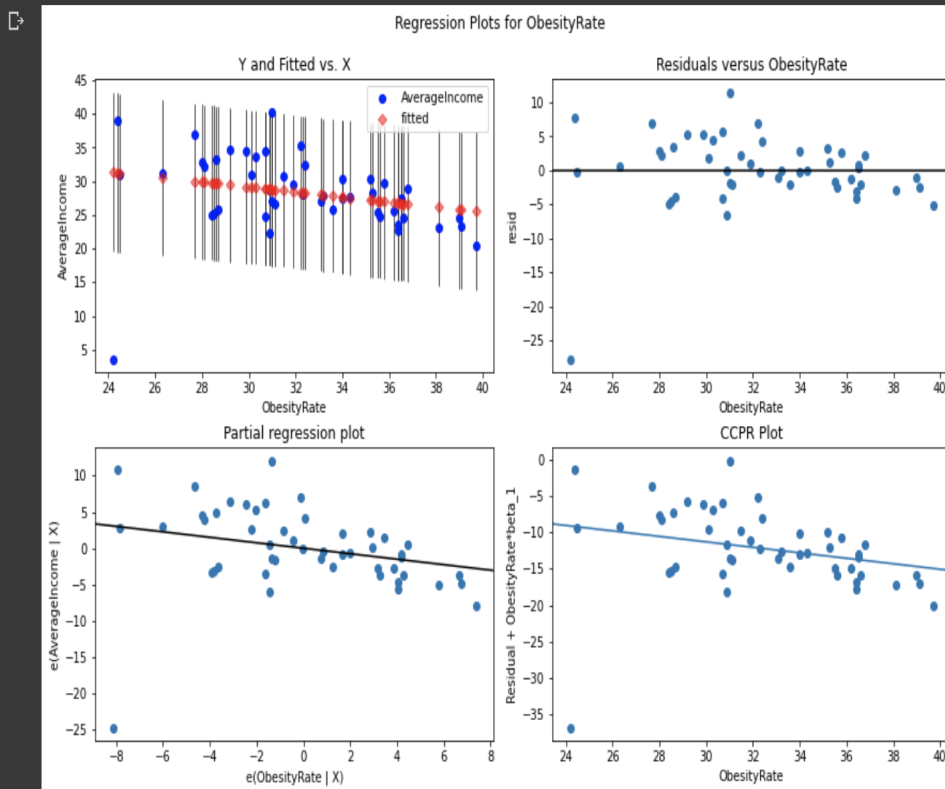 Regression Plots for ObesityRate
Y and Fitted vs. X
45
40
35
30
25
20
15
10
5
AverageIncome
AverageIncome
fitted
24 26 28 30 32 34 36 38 40
ObesityRate
Residuals versus ObesityRate
10
5
0
−5
−10
−15
−20
−25
resid
24 26 28 30 32 34 36 38 40
ObesityRate
Partial regression plot
10
5
0
−5
−10
−15
−20
−25
e(AverageIncome | X)
−8 −6 −4 −2 0 2 4 6 8
e(ObesityRate | X)
CCPR Plot
0
−5
−10
−15
−20
−25
−30
−35
Residual + ObesityRate*beta_1
24 26 28 30 32 34 36 38 40
ObesityRate